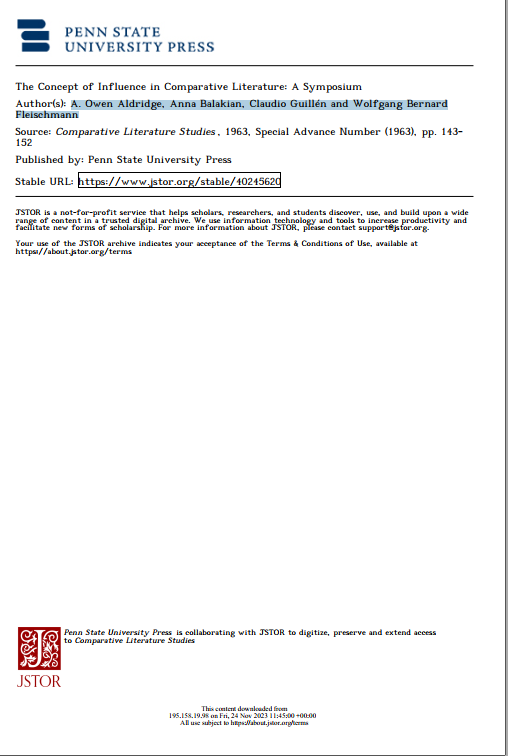 PENN STATE
UNIVERSITY PRESS
The Concept of Influence in Comparative Literature: A Symposium
Author(s): A. Owen Aldridge, Anna Balakian, Claudio Guillén and Wolfgang Bernard
Fleischmann
Source: Comparative Literature Studies, 1963, Special Advance Number (1963), pp. 143-
152
Published by: Penn State University Press
Stable URL: https://www.jstor.org/stable/40245620
JSTOR is a not-for-profit service that helps scholars, researchers, and students discover, use, and build upon a wide
range of content in a trusted digital archive. We use information technology and tools to increase productivity and
facilitate new forms of scholarship. For more information about JSTOR, please contact support@jstor.org.
Your use of the JSTOR archive indicates your acceptance of the Terms & Conditions of Use, available at
https://about.jstor.org/terms
Penn State University Press is collaborating with JSTOR to digitize, preserve and extend access
to Comparative Literature Studies
JSTOR
This content downloaded from
195.158.19.98 on Fri, 24 Nov 2023 11:45:00 +00:00
All use subject to https://about.jstor.org/terms